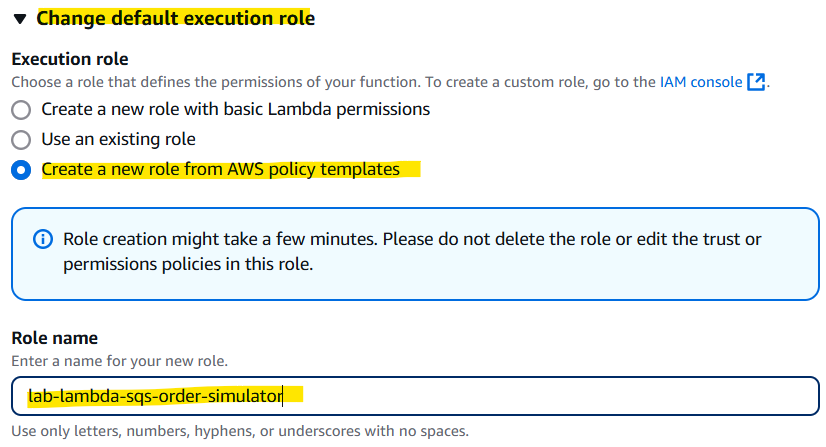 Change default execution role
Execution role
Choose a role that defines the permissions of your function. To create a custom role, go to the IAM console.
Create a new role with basic Lambda permissions
Use an existing role
Create a new role from AWS policy templates
Role creation might take a few minutes. Please do not delete the role or edit the trust or
permissions policies in this role.
Role name
Enter a name for your new role.
lab-lambda-sqs-order-simulator
Use only letters, numbers, hyphens, or underscores with no spaces.